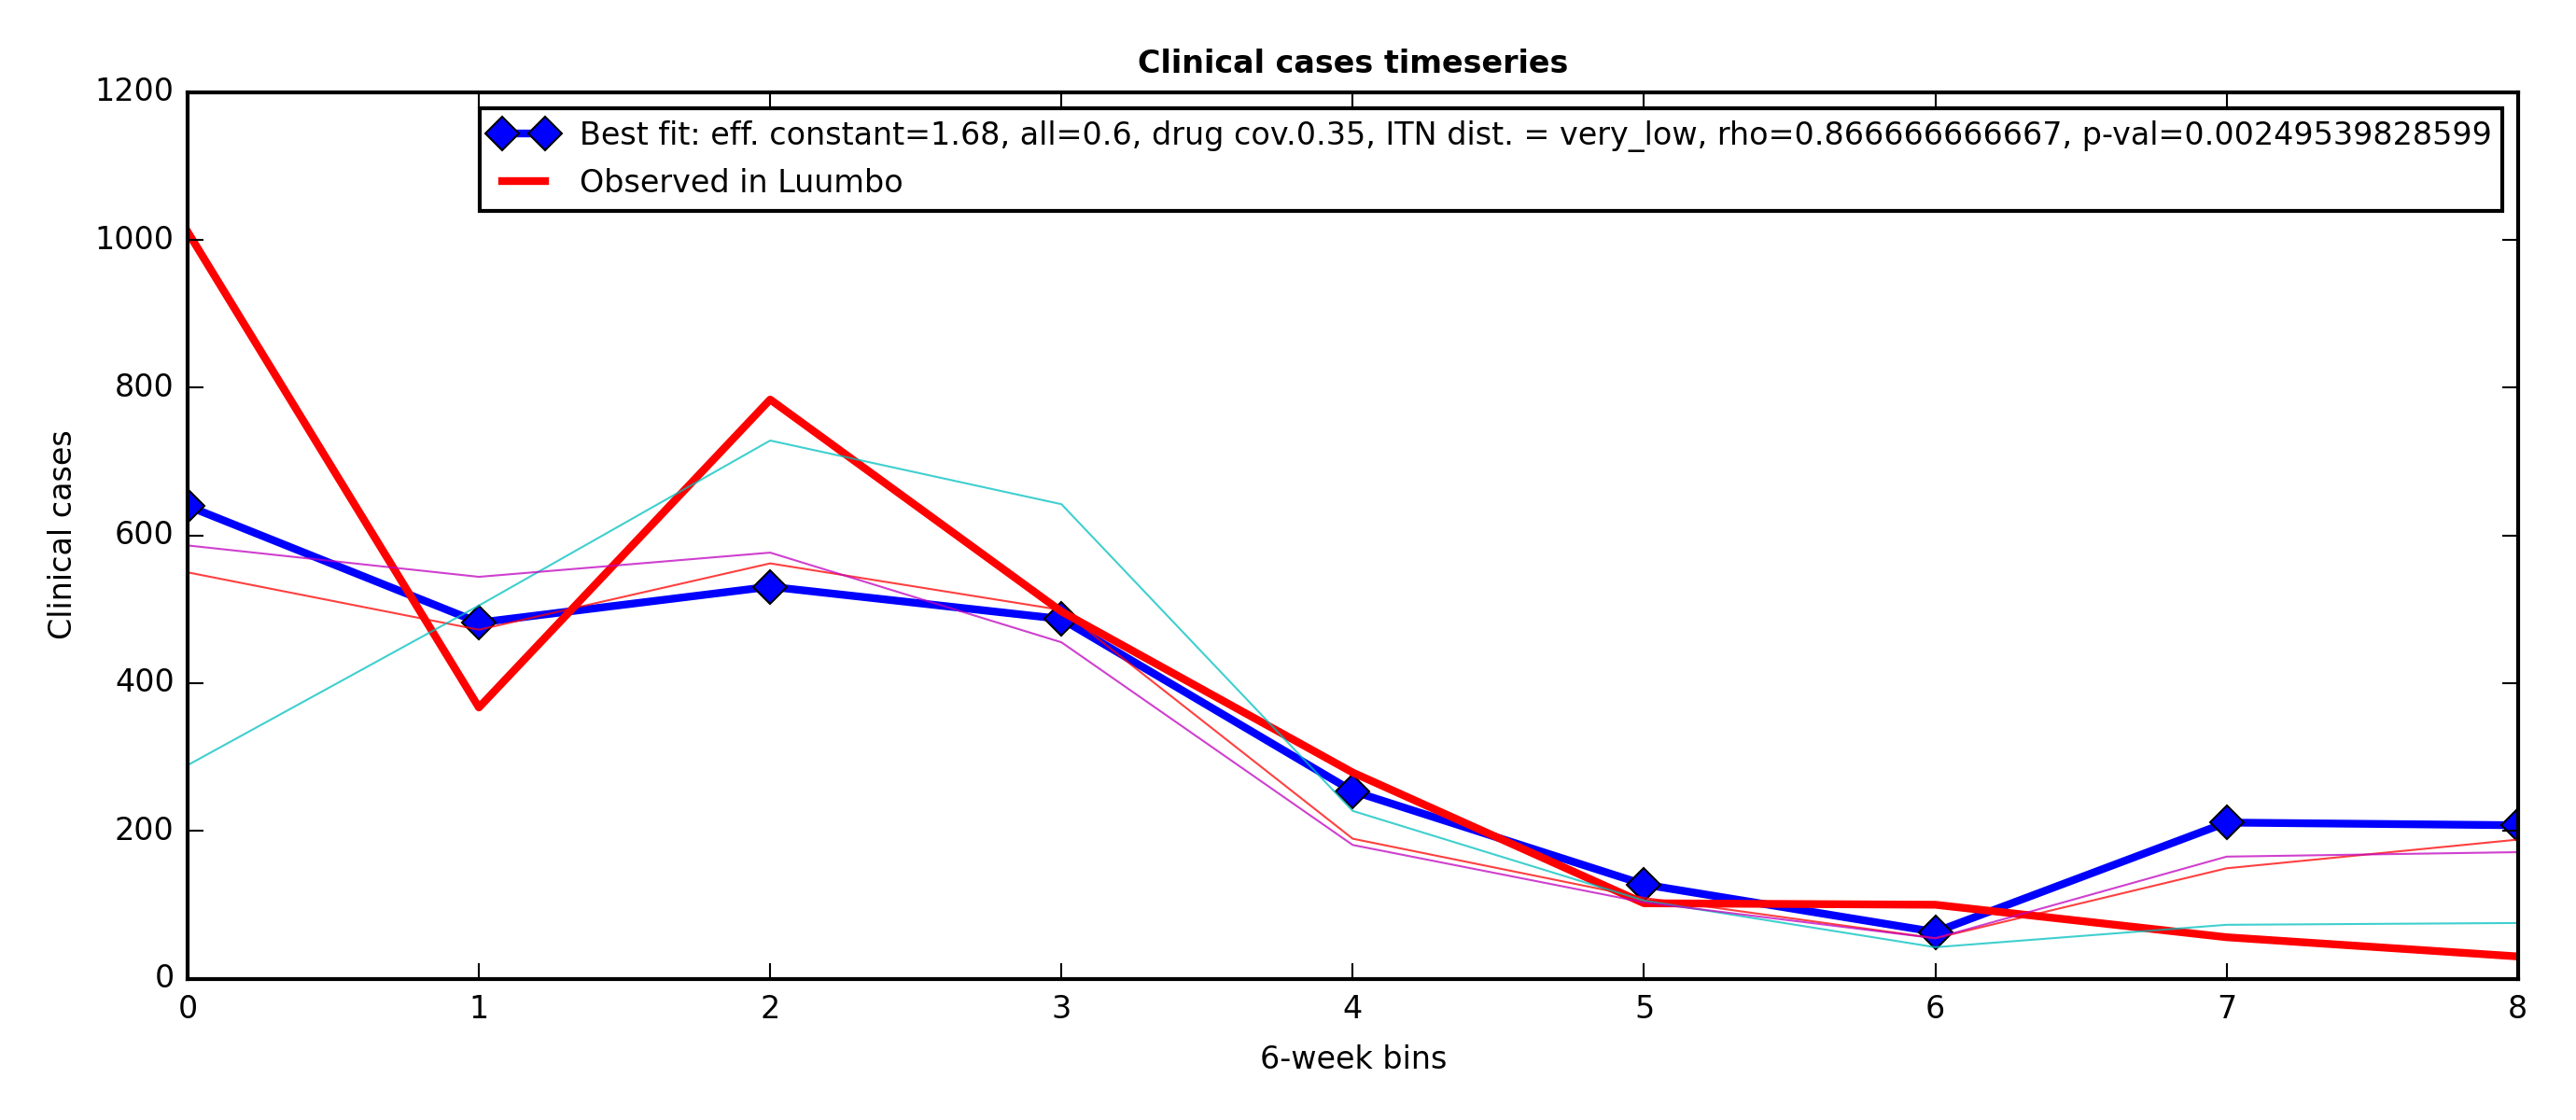 Clinical cases timeseries
1200
1000
800
600
400
200
0
Clinical cases
Best fit: eff. constant=1.68, all=0.6, drug cov.0.35, ITN dist. = very_low, rho=0.866666666667, p-val=0.00249539828599
Observed in Luumbo
0 1 2 3 4 5 6 7 8
6-week bins